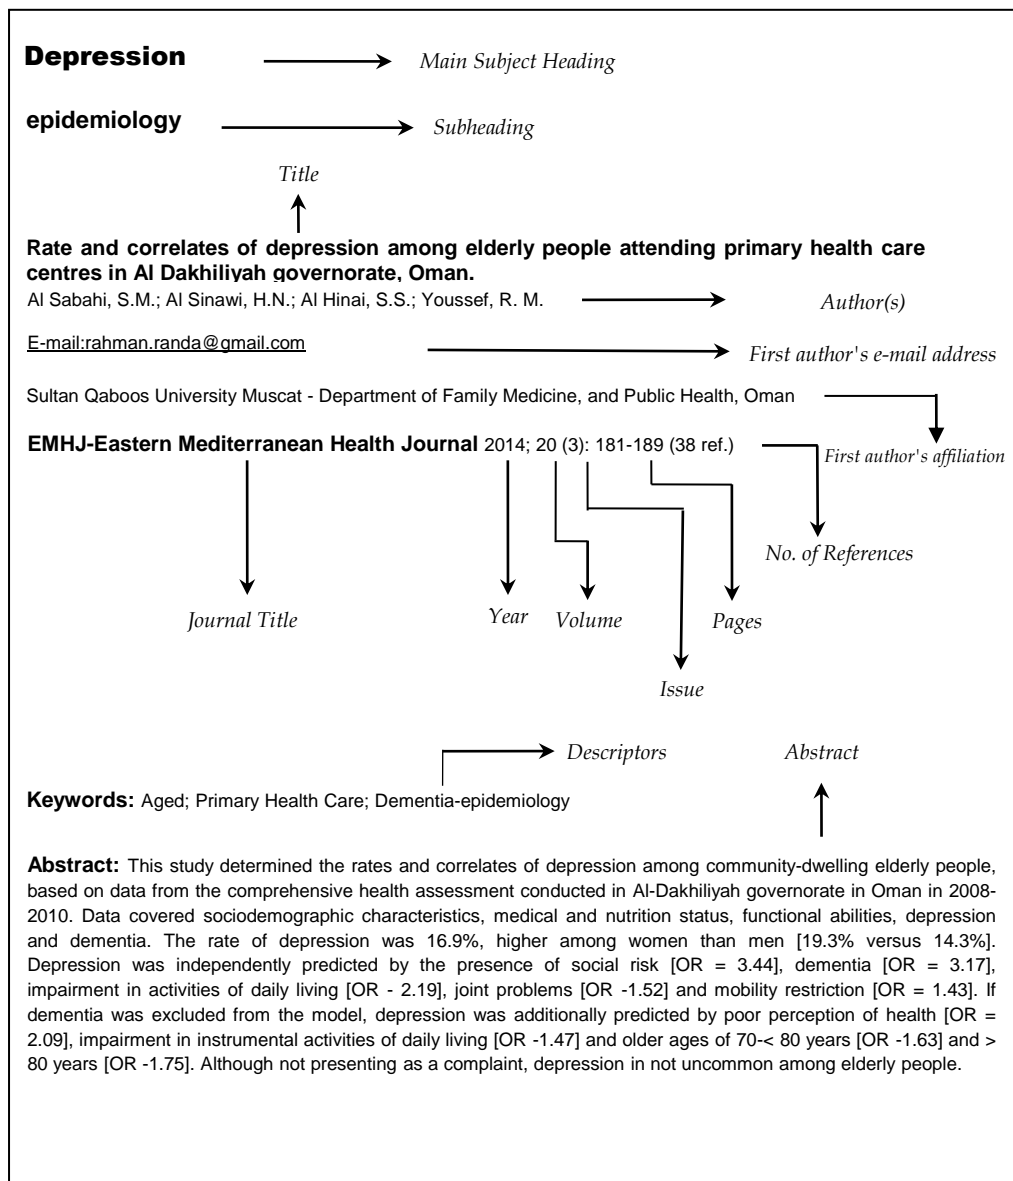 Depression Main Subject Heading
epidemiology Subheading
Title
Rate and correlates of depression among elderly people attending primary health care
centres in Al Dakhiliyah governorate, Oman.
Al Sabahi, S.M.; Al Sinawi, H.N.; Al Hinai, S.S.; Youssef, R. M. Author(s)
E-mail:rahman.randa@gmail.com First author's e-mail address
Sultan Qaboos University Muscat - Department of Family Medicine, and Public Health, Oman
EMHJ-Eastern Mediterranean Health Journal 2014; 20 (3): 181-189 (38 ref.) First author's affiliation
No. of References
Journal Title Year Volume Pages
Issue
Descriptors Abstract
Keywords: Aged; Primary Health Care; Dementia-epidemiology
Abstract: This study determined the rates and correlates of depression among community-dwelling elderly people,
based on data from the comprehensive health assessment conducted in Al-Dakhiliyah governorate in Oman in 2008-
2010. Data covered sociodemographic characteristics, medical and nutrition status, functional abilities, depression
and dementia. The rate of depression was 16.9%, higher among women than men [19.3% versus 14.3%].
Depression was independently predicted by the presence of social risk [OR = 3.44], dementia [OR = 3.17],
impairment in activities of daily living [OR - 2.19], joint problems [OR -1.52] and mobility restriction [OR = 1.43]. If
dementia was excluded from the model, depression was additionally predicted by poor perception of health [OR =
2.09], impairment in instrumental activities of daily living [OR -1.47] and older ages of 70-< 80 years [OR -1.63] and >
80 years [OR -1.75]. Although not presenting as a complaint, depression in not uncommon among elderly people.